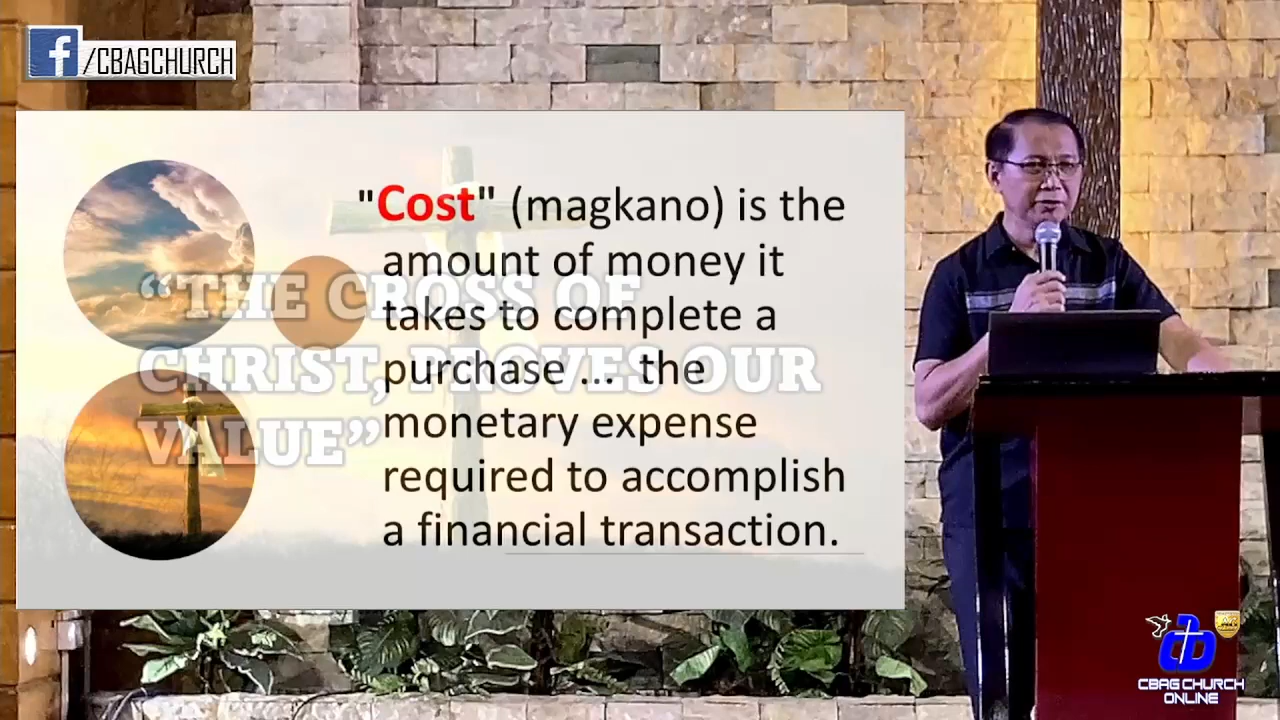 f/CBAGCHURCH
"Cost" (magkano) is the
amount of money it
takes to complete a
purchase ... the
monetary expense
required to accomplish
a financial transaction.
“THE CROSS OF
CHRIST, PROVES OUR
VALUE”
CBAG CHURCH
ONLINE